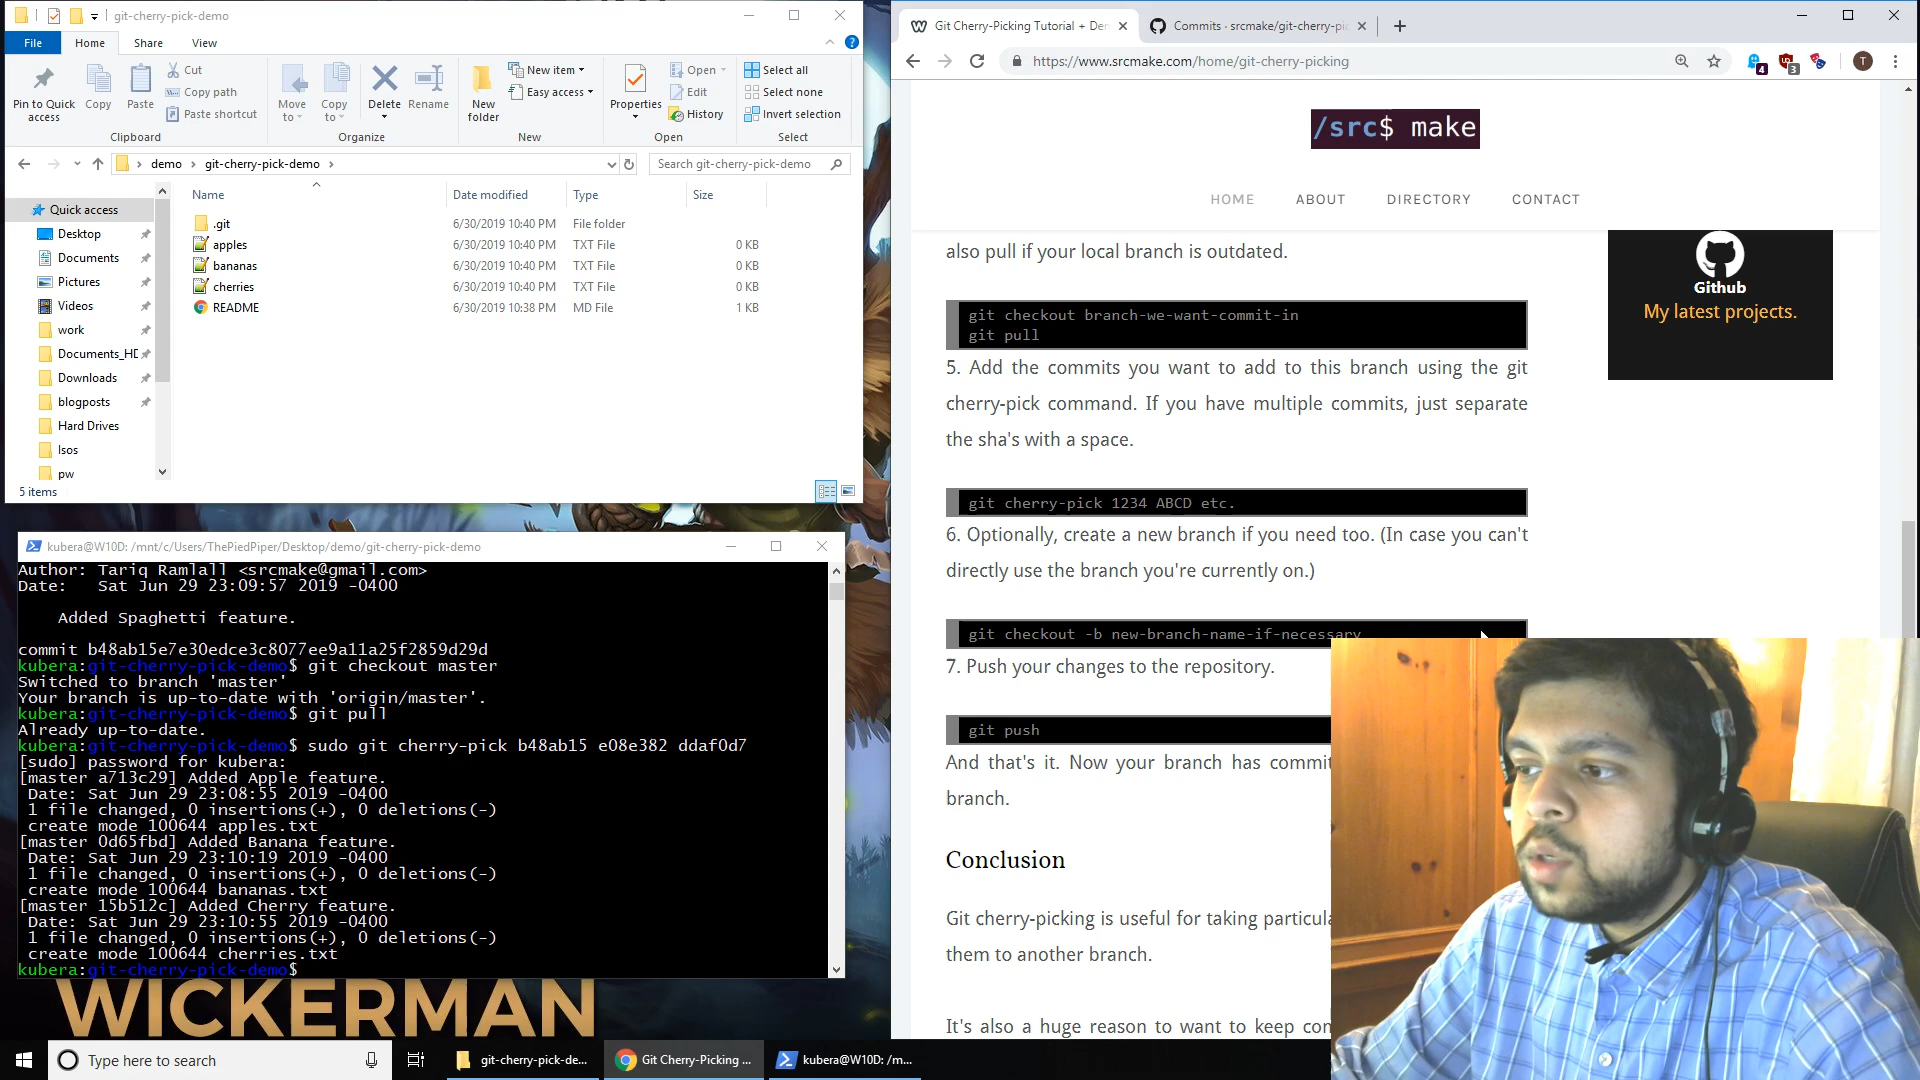 git-cherry-pick-demo
File
Home
Share
View
Pin to Quick access
Copy
Paste
Cut
Copy path
Paste shortcut
Clipboard
Move to
Copy to
Delete
Rename
Organize
New folder
New item
Easy access
New
Properties
Open
Edit
History
Open
Select all
Select none
Invert selection
Select
demo
git-cherry-pick-demo
Search git-cherry-pick-demo
Name
Date modified
Type
Size
.git
6/30/2019 10:40 PM
File folder
apples
6/30/2019 10:40 PM
TXT File
0 KB
bananas
6/30/2019 10:40 PM
TXT File
0 KB
cherries
6/30/2019 10:40 PM
TXT File
0 KB
README
6/30/2019 10:38 PM
MD File
1 KB
Quick access
Desktop
Documents
Pictures
Videos
work
Documents_HD
Downloads
blogposts
Hard Drives
lsos
pw
5 items
kubera@W10D: /mnt/c/Users/ThePiedPiper/Desktop/demo/git-cherry-pick-demo
Author: Tariq Ramlall <srcmake@gmail.com>
Date:   Sat Jun 29 23:09:57 2019 -0400
Added Spaghetti feature.
commit b48ab15e7e30edce3c8077ee9a11a25f2859d29d
kubera:git-cherry-pick-demo$ git checkout master
Switched to branch 'master'
Your branch is up-to-date with 'origin/master'.
kubera:git-cherry-pick-demo$ git pull
Already up-to-date.
kubera:git-cherry-pick-demo$ sudo git cherry-pick b48ab15 e08e382 ddaf0d7
[sudo] password for kubera:
[master a713c29] Added Apple feature.
Date: Sat Jun 29 23:08:55 2019 -0400
1 file changed, 0 insertions(+), 0 deletions(-)
create mode 100644 apples.txt
[master 0d65fbd] Added Banana feature.
Date: Sat Jun 29 23:10:19 2019 -0400
1 file changed, 0 insertions(+), 0 deletions(-)
create mode 100644 bananas.txt
[master 15b512c] Added Cherry feature.
Date: Sat Jun 29 23:10:55 2019 -0400
1 file changed, 0 insertions(+), 0 deletions(-)
create mode 100644 cherries.txt
kubera:git-cherry-pick-demo$
WICKERMAN
Type here to search
git-cherry-pick-de...
Git Cherry-Picking ...
kubera@W10D: /m...
Git Cherry-Picking Tutorial + Der
Commits · srcmake/git-cherry-pic
https://www.srcmake.com/home/git-cherry-picking
4
3
T
/src$ make
HOME
ABOUT
DIRECTORY
CONTACT
also pull if your local branch is outdated.
git checkout branch-we-want-commit-in
git pull
5. Add the commits you want to add to this branch using the git
cherry-pick command. If you have multiple commits, just separate
the sha's with a space.
git cherry-pick 1234 ABCD etc.
6. Optionally, create a new branch if you need too. (In case you can't
directly use the branch you're currently on.)
git checkout -b new-branch-name-if-necessary
7. Push your changes to the repository.
git push
And that's it. Now your branch has commit
branch.
Conclusion
Git cherry-picking is useful for taking particula
them to another branch.
It's also a huge reason to want to keep con
Github
My latest projects.